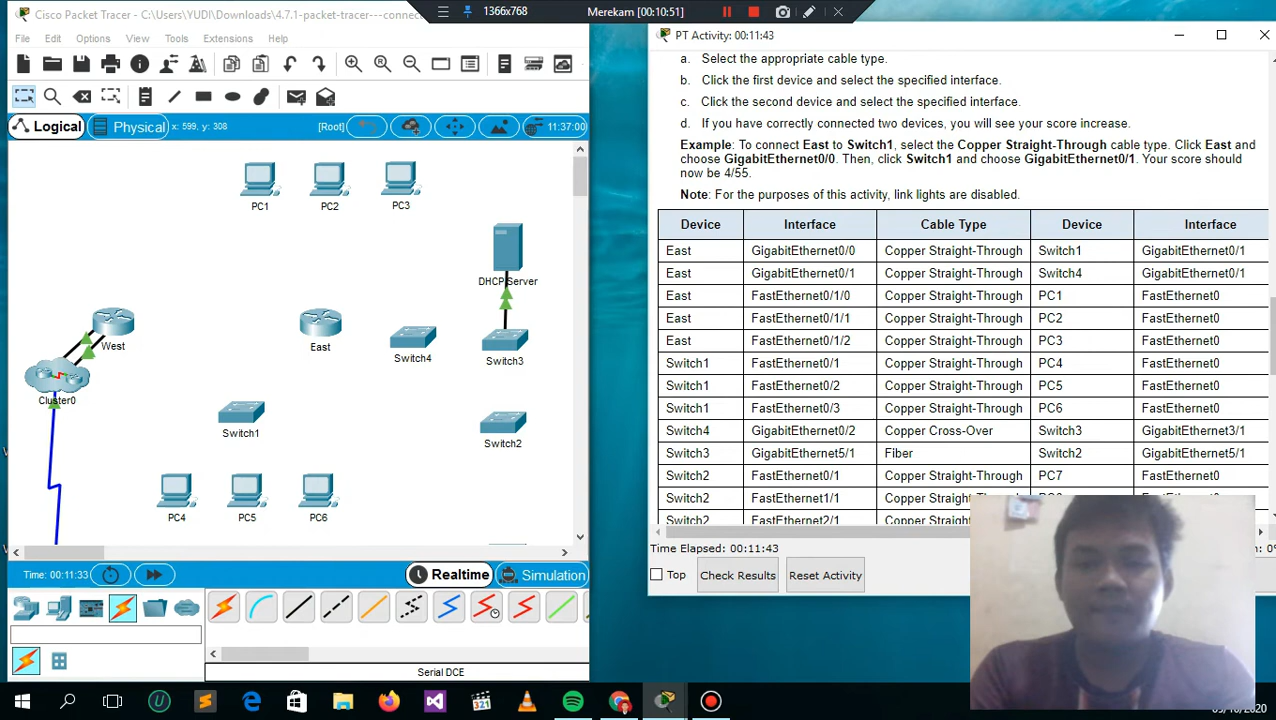 Cisco Packet Tracer - C:\Users\YUDI\Downloads\4.7.1-packet-tracer---conne
1366x768
Merekam [00:10:51]
File Edit Options View Tools Extensions Help
Logical
Physical
x: 599, y: 308
[Root]
11:37:00
PC1
PC2
PC3
DHCP Server
West
East
Switch4
Switch3
Cluster0
Switch1
Switch2
PC4
PC5
PC6
Time: 00:11:33
Realtime
Simulation
Serial DCE
PT Activity: 00:11:43
a. Select the appropriate cable type.
b. Click the first device and select the specified interface.
c. Click the second device and select the specified interface.
d. If you have correctly connected two devices, you will see your score increase.
Example: To connect East to Switch1, select the Copper Straight-Through cable type. Click East and
choose GigabitEthernet0/0. Then, click Switch1 and choose GigabitEthernet0/1. Your score should
now be 4/55.
Note: For the purposes of this activity, link lights are disabled.
Device Interface Cable Type Device Interface
East GigabitEthernet0/0 Copper Straight-Through Switch1 GigabitEthernet0/1
East GigabitEthernet0/1 Copper Straight-Through Switch4 GigabitEthernet0/1
East FastEthernet0/1/0 Copper Straight-Through PC1 FastEthernet0
East FastEthernet0/1/1 Copper Straight-Through PC2 FastEthernet0
East FastEthernet0/1/2 Copper Straight-Through PC3 FastEthernet0
Switch1 FastEthernet0/1 Copper Straight-Through PC4 FastEthernet0
Switch1 FastEthernet0/2 Copper Straight-Through PC5 FastEthernet0
Switch1 FastEthernet0/3 Copper Straight-Through PC6 FastEthernet0
Switch4 GigabitEthernet0/2 Copper Cross-Over Switch3 GigabitEthernet3/1
Switch3 GigabitEthernet5/1 Fiber Switch2 GigabitEthernet5/1
Switch2 FastEthernet0/1 Copper Straight-Through PC7 FastEthernet0
Switch2 FastEthernet1/1 Copper
Switch2 FastEthernet2/1 Copper
Time Elapsed: 00:11:43
Top
Check Results
Reset Activity